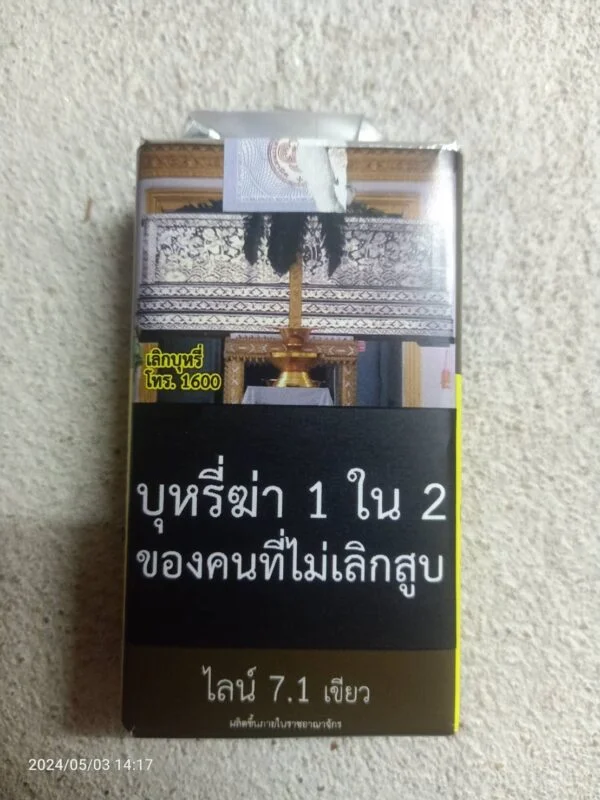 เลิกบุหรี่
โทร. 1600
บุหรี่ฆ่า 1 ใน 2
ของคนที่ไม่เลิกสูบ
ไลน์ 7.1 เขียว
ผลิตขึ้นภายในราชอาณาจักร
2024/05/03 14:17